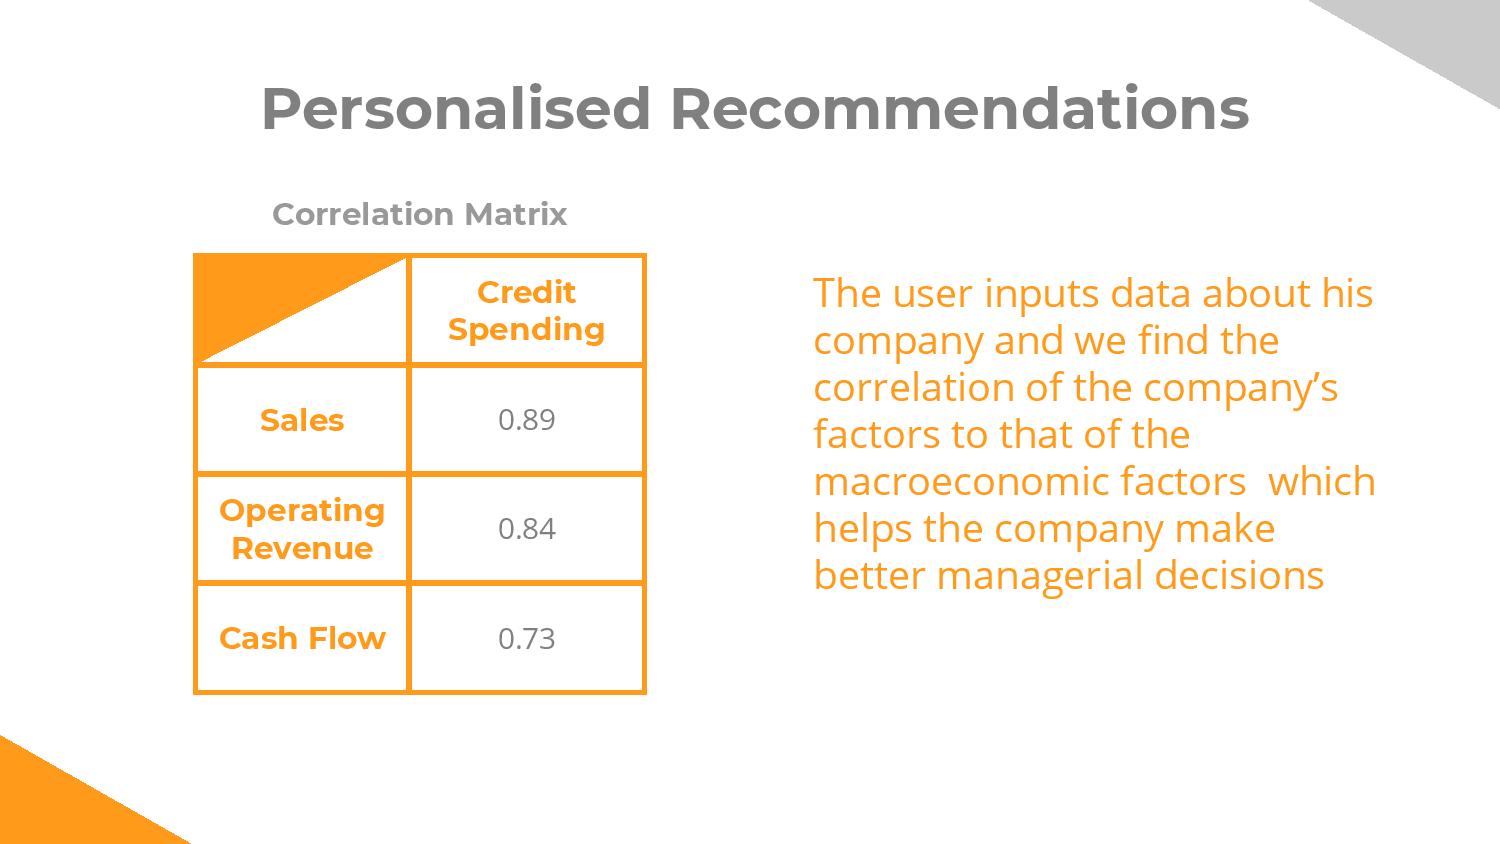 Personalised Recommendations
Correlation Matrix
Credit
Spending
Sales
0.89
Operating
Revenue
0.84
Cash Flow
0.73
The user inputs data about his
company and we find the
correlation of the company’s
factors to that of the
macroeconomic factors  which
helps the company make
better managerial decisions